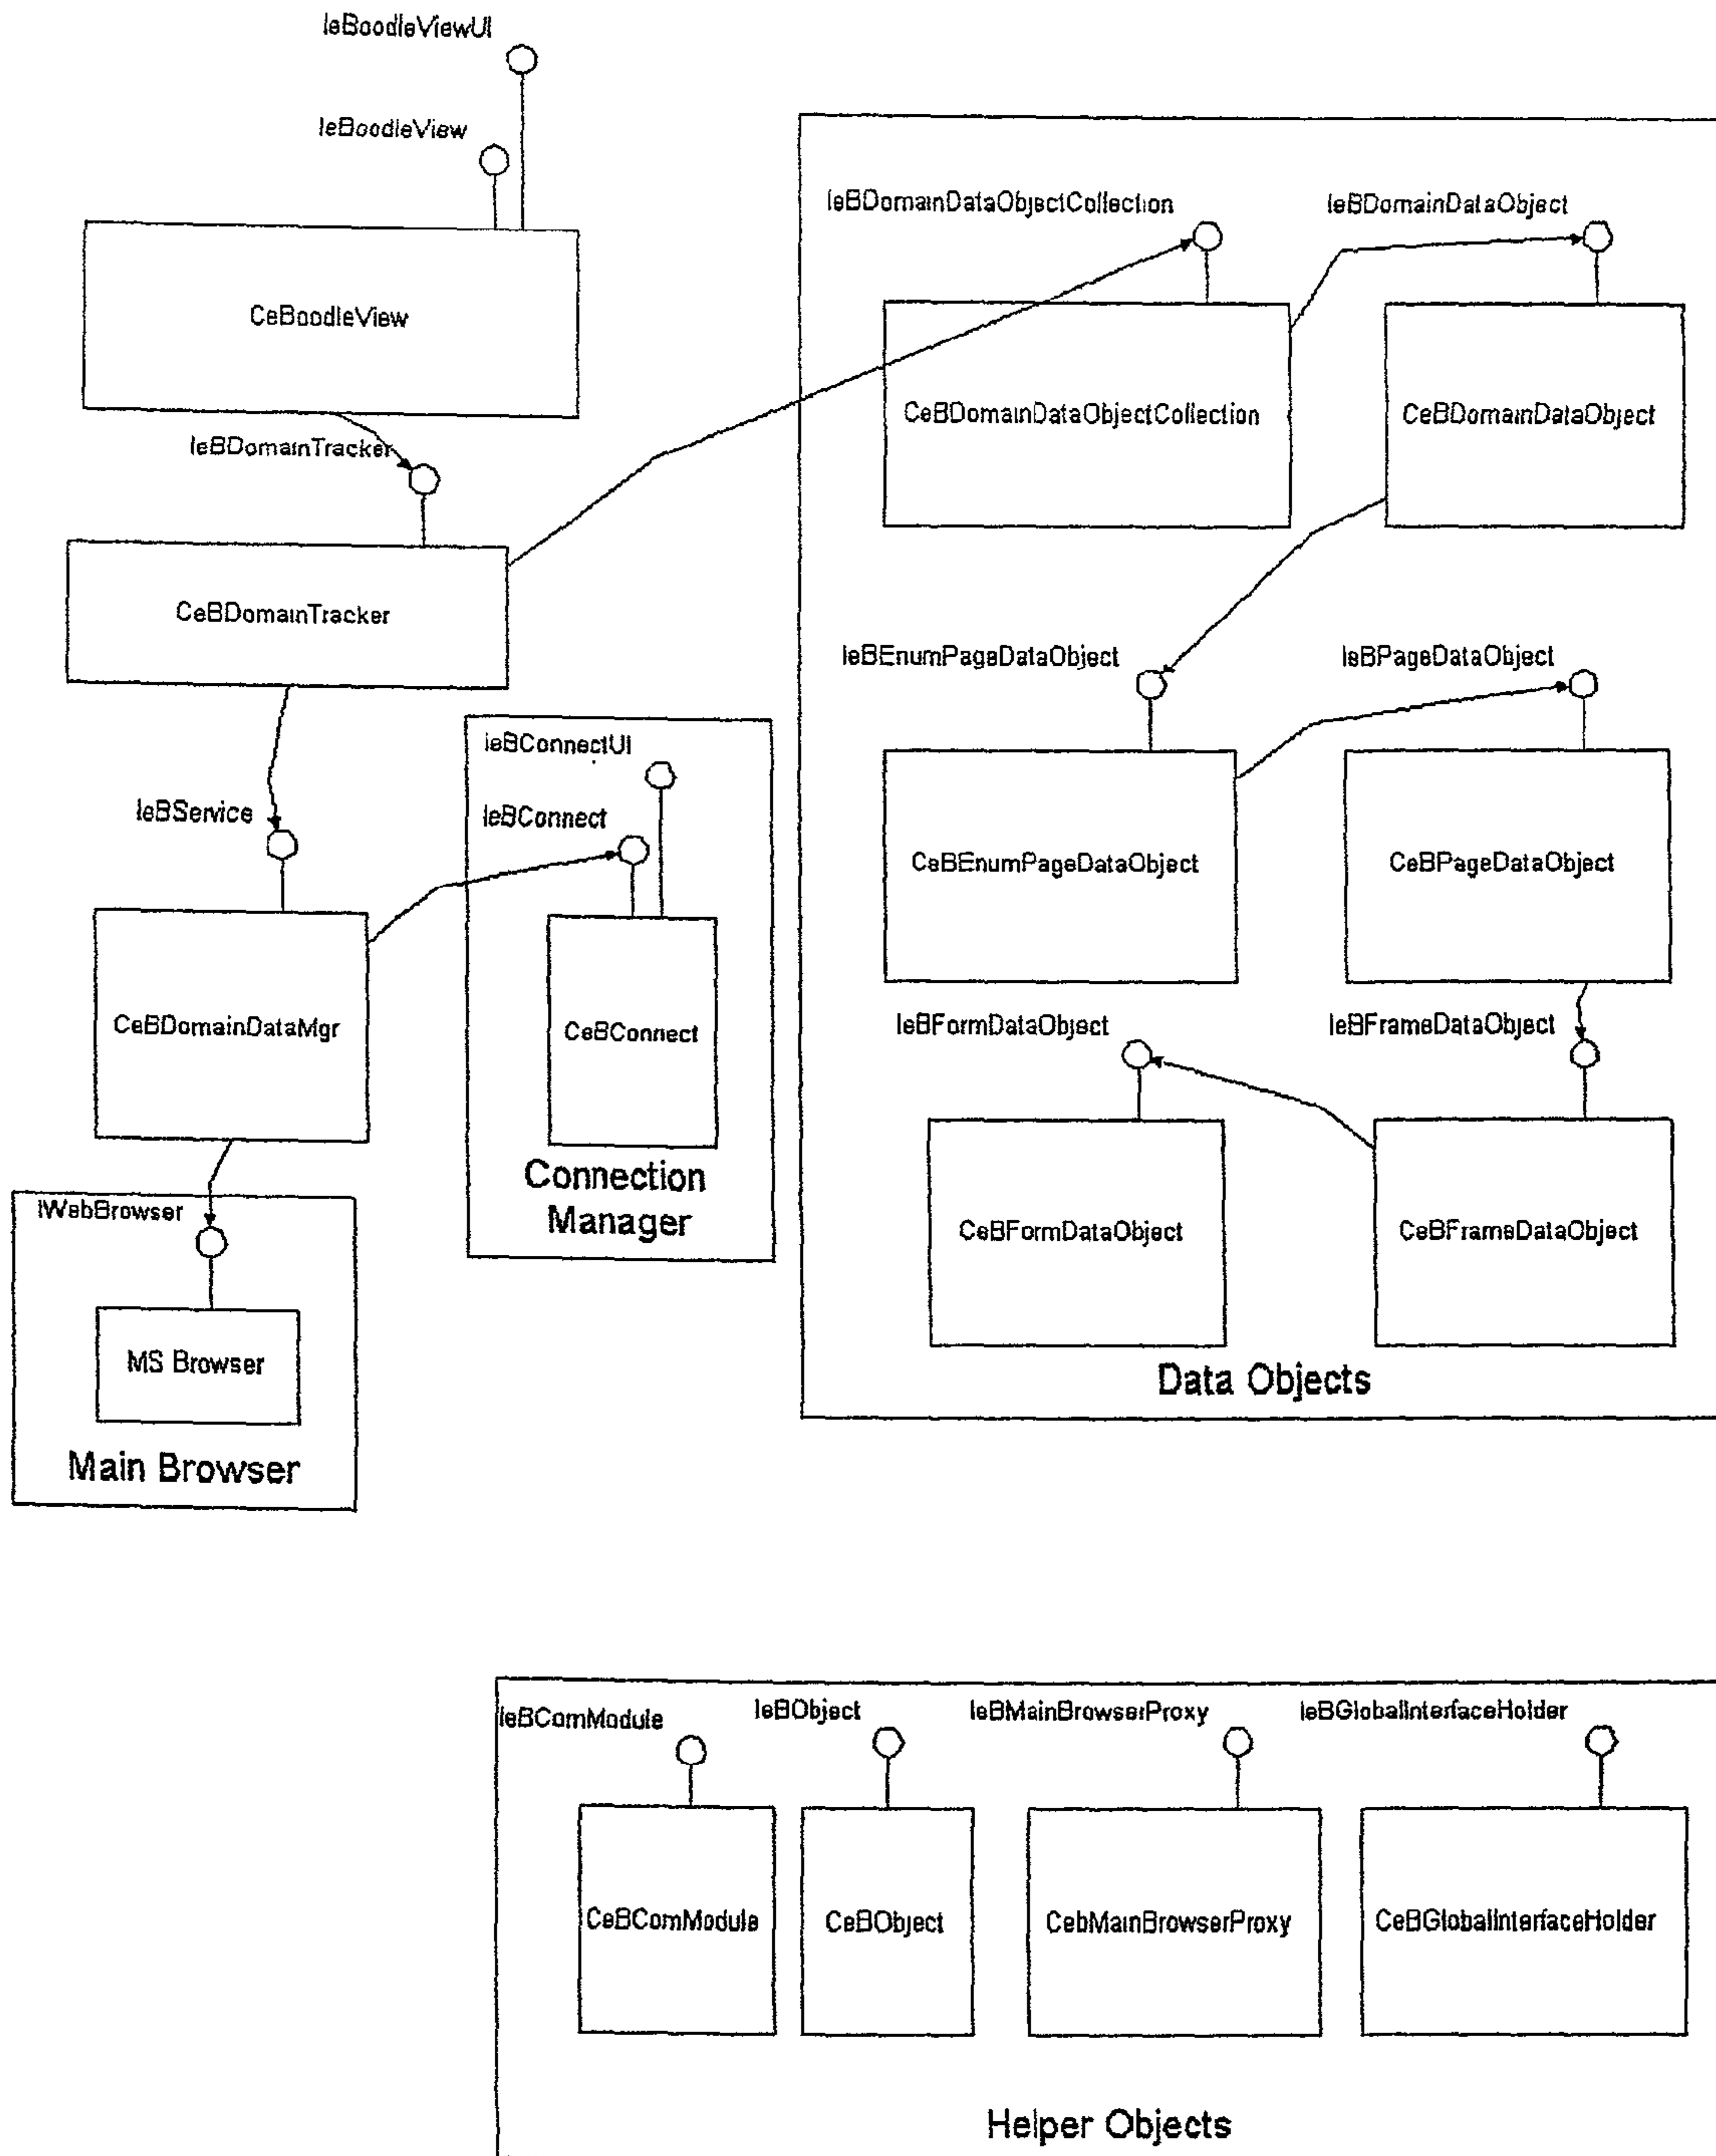 IeBoodleViewUI
IeBoodleView
CeBoodleView
IeBDomainTracker
CeBDomainTracker
IeBService
CeBDomainDataMgr
IWebBrowser
MS Browser
Main Browser
IeBConnectUI
IeBConnect
CeBConnect
Connection
Manager
IeBDomainDataObjectCollection
IeBDomainDataObject
CeBDomainDataObjectCollection
CeBDomainDataObject
IeBEnumPageDataObject
IeBPageDataObject
CeBEnumPageDataObject
CeBPageDataObject
IeBFormDataObject
IeBFrameDataObject
CeBFormDataObject
CeBFrameDataObject
Data Objects
IeBComModule
IeBObject
IeBMainBrowserProxy
IeBGlobalInterfaceHolder
CeBComModule
CeBObject
CebMainBrowserProxy
CeBGlobalInterfaceHolder
Helper Objects